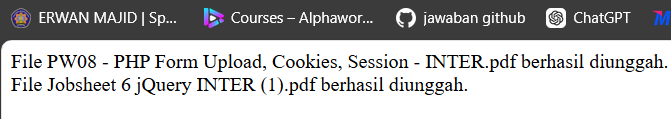 ERWAN MAJID | Sp... Courses – Alphawor... jawaban github ChatGPT
File PW08 - PHP Form Upload, Cookies, Session - INTER.pdf berhasil diunggah.
File Jobsheet 6 jQuery INTER (1).pdf berhasil diunggah.